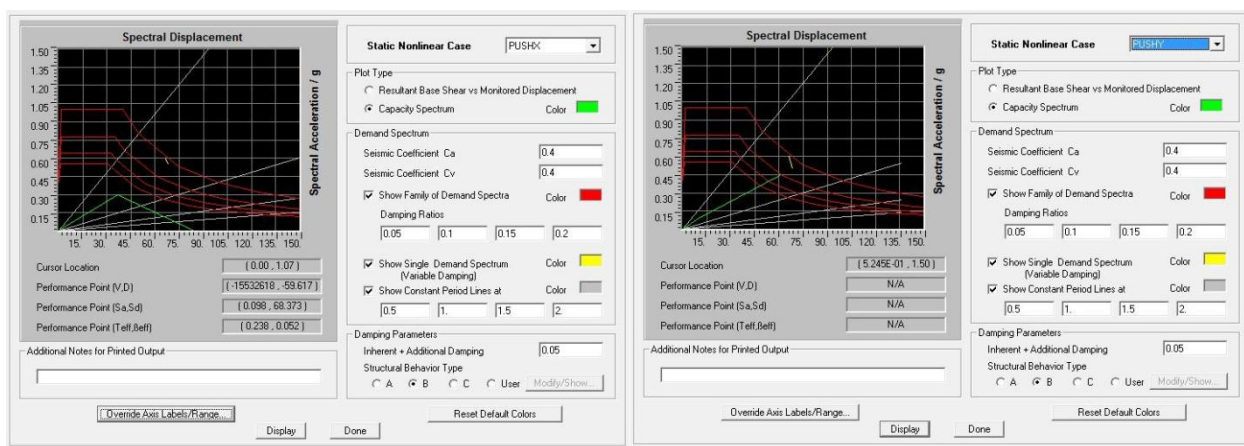 Spectral Displacement
1.50
1.35
1.20
1.05
0.90
0.75
0.60
0.45
0.30
0.15
Spectral Acceleration / g
15. 30. 45. 60. 75. 90. 105. 120. 135. 150.
Cursor Location ( 0.00 , 1.07 )
Performance Point (V,D) ( -15532618 , -59.617 )
Performance Point (Sa,Sd) ( 0.098 , 68.373 )
Performance Point (Teff,ßeff) ( 0.238 , 0.052 )
Additional Notes for Printed Output
Override Axis Labels/Range...
Static Nonlinear Case PUSHX
Plot Type
Resultant Base Shear vs Monitored Displacement
Capacity Spectrum Color
Demand Spectrum
Seismic Coefficient Ca 0.4
Seismic Coefficient Cv 0.4
Show Family of Demand Spectra Color
Damping Ratios
0.05 0.1 0.15 0.2
Show Single Demand Spectrum Color
(Variable Damping)
Show Constant Period Lines at Color
0.5 1. 1.5 2.
Damping Parameters
Inherent + Additional Damping 0.05
Structural Behavior Type
A B C User Modify/Show...
Reset Default Colors
Display Done
Spectral Displacement
1.50
1.35
1.20
1.05
0.90
0.75
0.60
0.45
0.30
0.15
Spectral Acceleration / g
15. 30. 45. 60. 75. 90. 105. 120. 135. 150.
Cursor Location ( 5.245E-01 , 1.50 )
Performance Point (V,D) N/A
Performance Point (Sa,Sd) N/A
Performance Point (Teff,ßeff) N/A
Additional Notes for Printed Output
Override Axis Labels/Range...
Static Nonlinear Case PUSHY
Plot Type
Resultant Base Shear vs Monitored Displacement
Capacity Spectrum Color
Demand Spectrum
Seismic Coefficient Ca 0.4
Seismic Coefficient Cv 0.4
Show Family of Demand Spectra Color
Damping Ratios
0.05 0.1 0.15 0.2
Show Single Demand Spectrum Color
(Variable Damping)
Show Constant Period Lines at Color
0.5 1. 1.5 2.
Damping Parameters
Inherent + Additional Damping 0.05
Structural Behavior Type
A B C User Modify/Show...
Reset Default Colors
Display Done